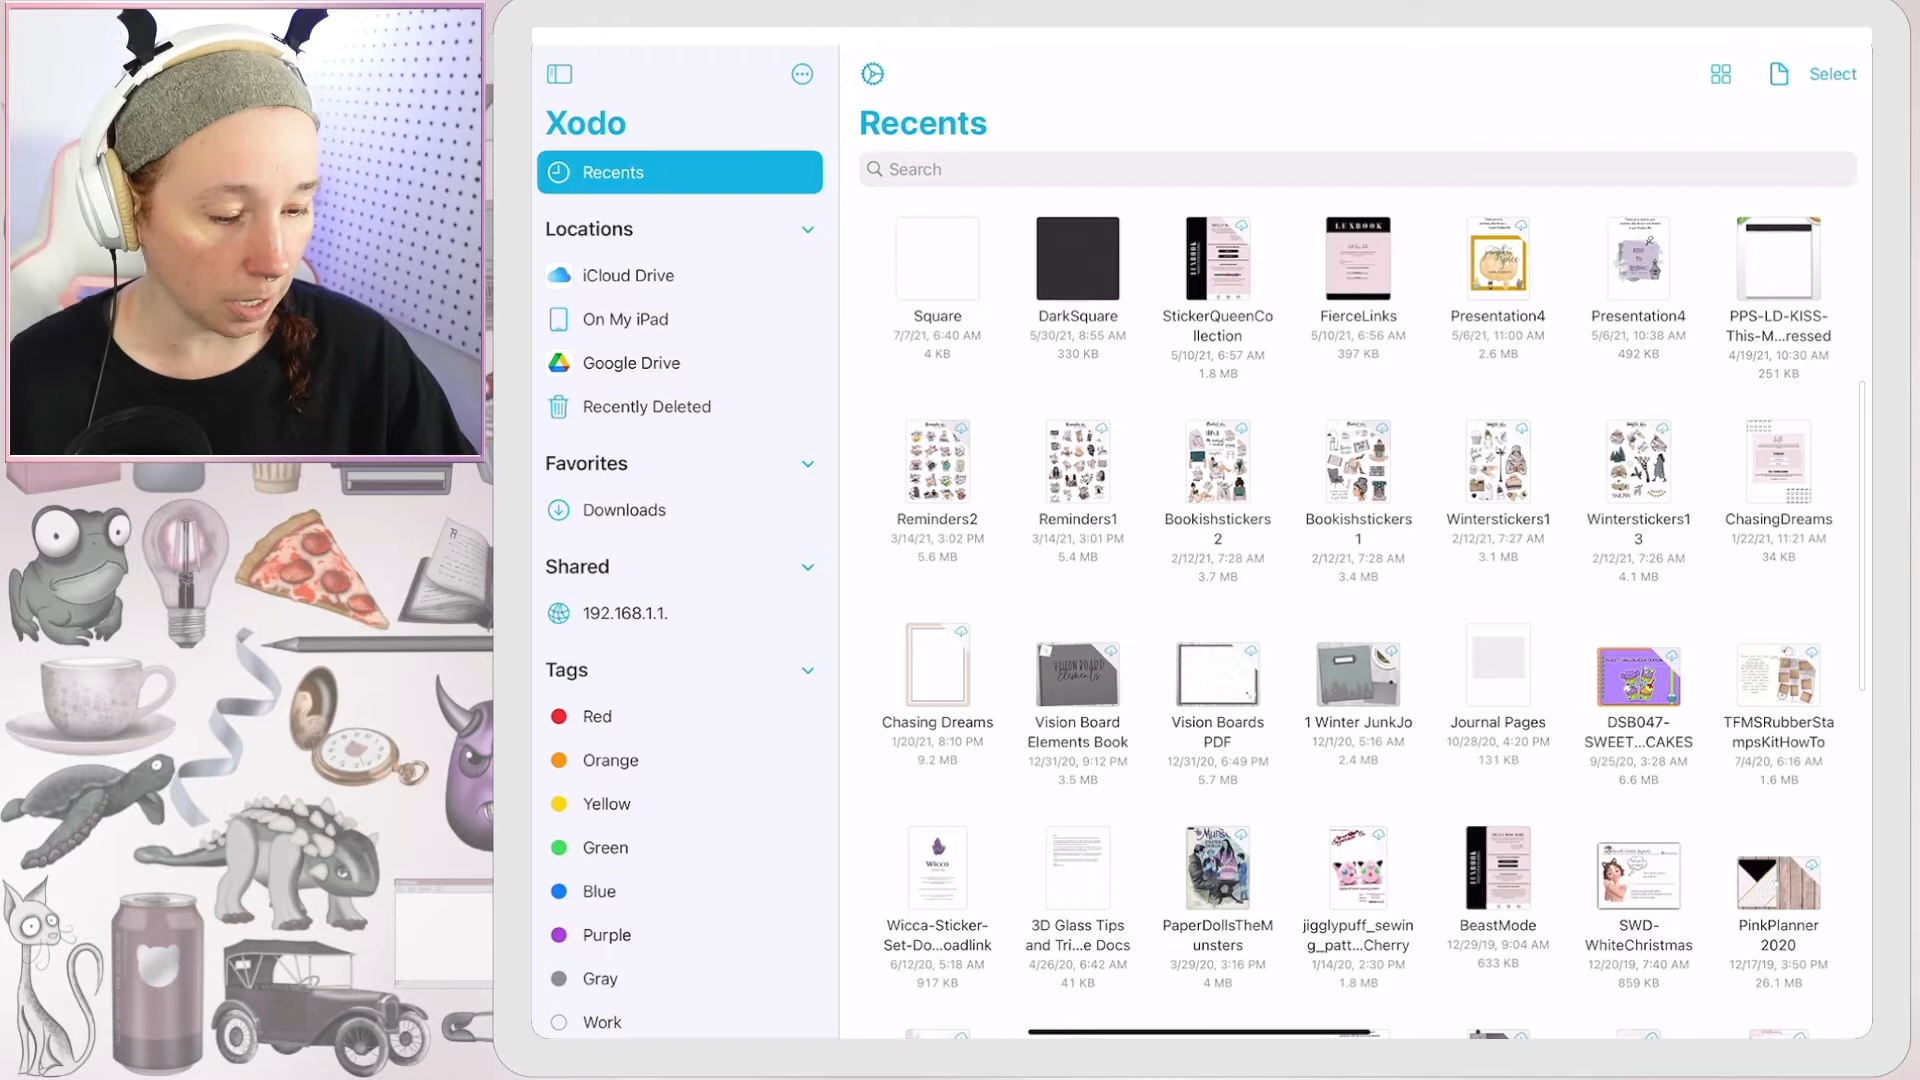 Select
Xodo
Recents
Search
Recents
Locations
iCloud Drive
On My iPad
Google Drive
Recently Deleted
Favorites
Downloads
Shared
192.168.1.1.
Tags
Red
Orange
Yellow
Green
Blue
Purple
Gray
Work
LUXBOOK
Square
7/7/21, 6:40 AM
4 KB
DarkSquare
5/30/21, 8:55 AM
330 KB
StickerQueenCo
llection
5/10/21, 6:57 AM
1.8 MB
FierceLinks
5/10/21, 6:56 AM
397 KB
Presentation4
5/6/21, 11:00 AM
2.6 MB
Presentation4
5/6/21, 10:38 AM
492 KB
PPS-LD-KISS-
This-M...ressed
4/19/21, 10:30 AM
251 KB
Reminders2
3/14/21, 3:02 PM
5.6 MB
Reminders1
3/14/21, 3:01 PM
5.4 MB
Bookishstickers
2
2/12/21, 7:28 AM
3.7 MB
Bookishstickers
1
2/12/21, 7:28 AM
3.4 MB
Winterstickers1
2/12/21, 7:27 AM
3.1 MB
Winterstickers1
3
2/12/21, 7:26 AM
4.1 MB
ChasingDreams
1/22/21, 11:21 AM
34 KB
VISION BOARD
Elements
Chasing Dreams
1/20/21, 8:10 PM
9.2 MB
Vision Board
Elements Book
12/31/20, 9:12 PM
3.5 MB
Vision Boards
PDF
12/31/20, 6:49 PM
5.7 MB
1 Winter JunkJo
12/1/20, 5:16 AM
2.4 MB
Journal Pages
10/28/20, 4:20 PM
131 KB
DSB047-
SWEET...CAKES
9/25/20, 3:28 AM
6.6 MB
TFMSRubberSta
mpsKitHowTo
7/4/20, 6:16 AM
1.6 MB
Wicca
Wicca-Sticker-
Set-Do...oadlink
6/12/20, 5:18 AM
917 KB
3D Glass Tips
and Tri...e Docs
4/26/20, 6:42 AM
41 KB
PaperDollsTheM
unsters
3/29/20, 3:16 PM
4 MB
jigglypuff_sewin
g_patt...Cherry
1/14/20, 2:30 PM
1.8 MB
BeastMode
12/29/19, 9:04 AM
633 KB
SWD-
WhiteChristmas
12/20/19, 7:40 AM
859 KB
PinkPlanner
2020
12/17/19, 3:50 PM
26.1 MB